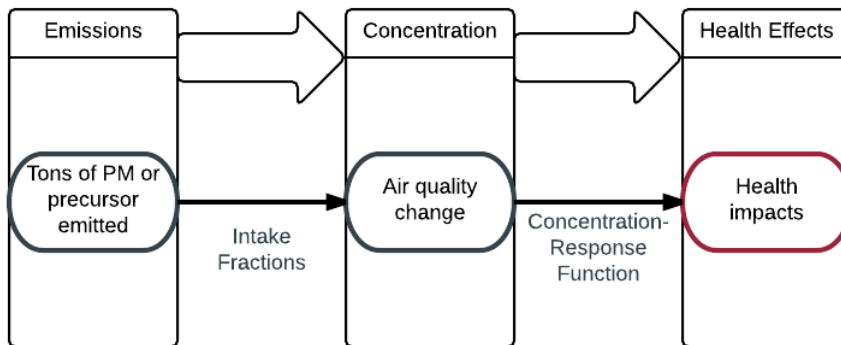 Emissions
Concentration
Health Effects
Tons of PM or
precursor
emitted
Intake
Fractions
Air quality
change
Concentration-
Response
Function
Health
impacts